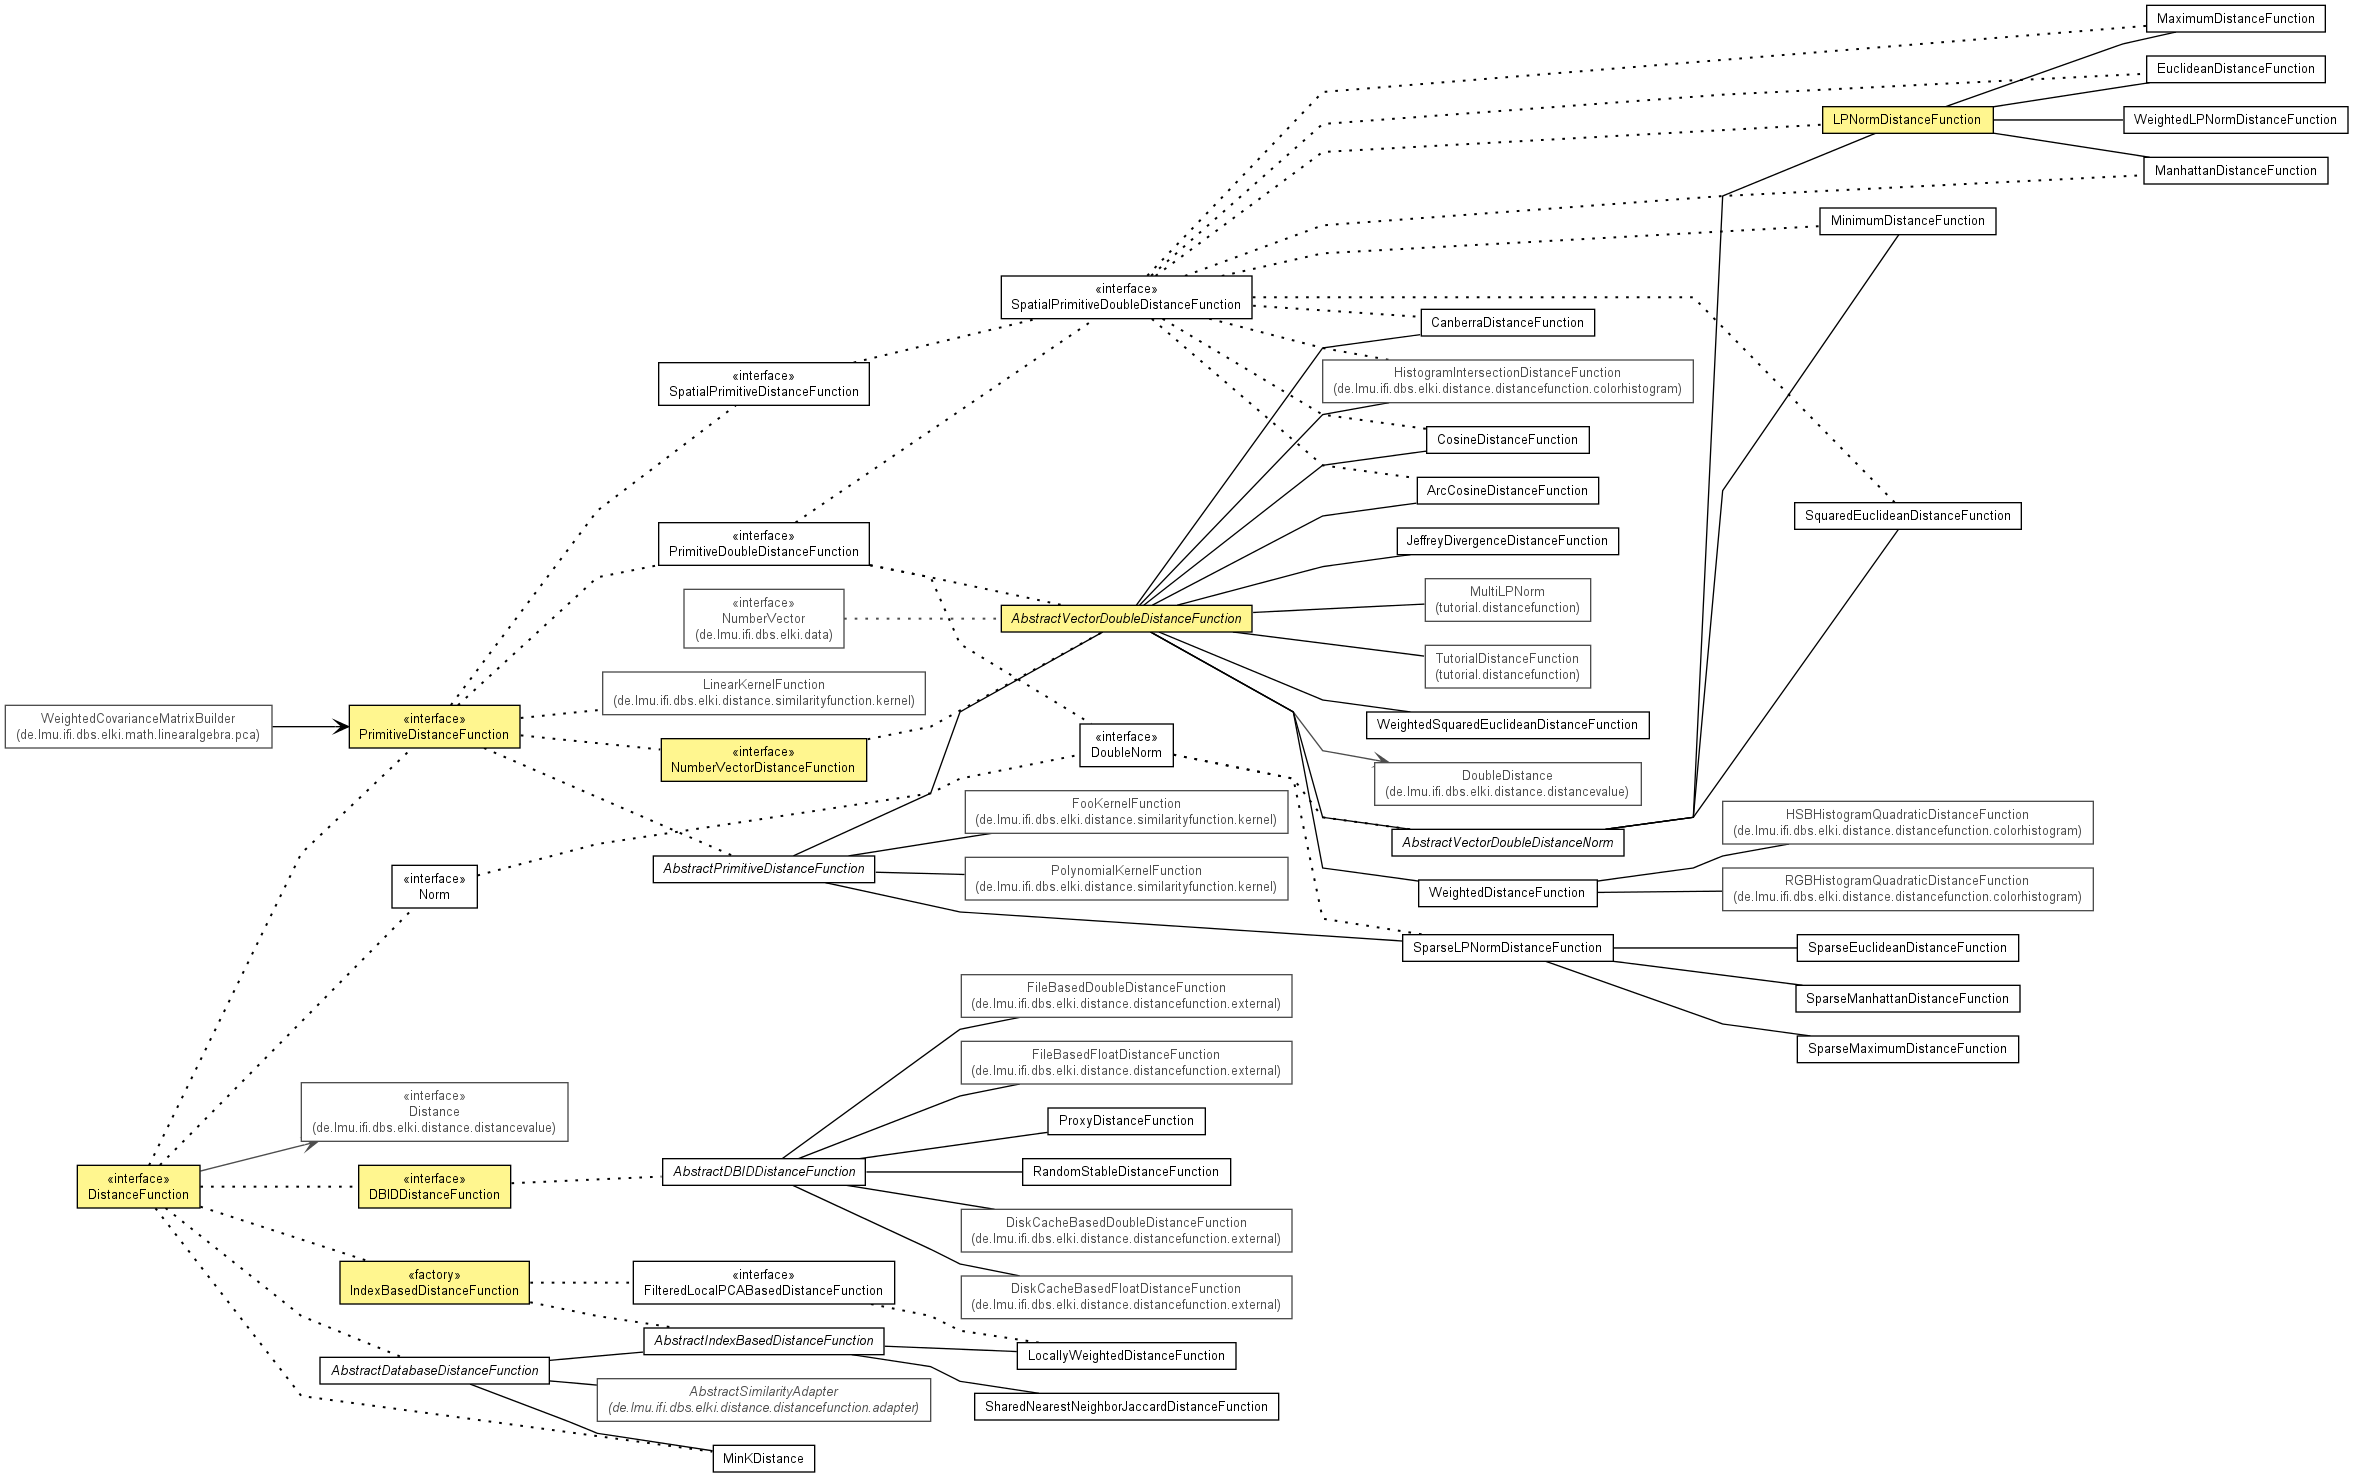 MaximumDistanceFunction
EuclideanDistanceFunction
LPNormDistanceFunction
WeightedLPNormDistanceFunction
ManhattanDistanceFunction
MinimumDistanceFunction
«interface»
SpatialPrimitiveDoubleDistanceFunction
CanberraDistanceFunction
«interface»
SpatialPrimitiveDistanceFunction
HistogramIntersectionDistanceFunction
(de.lmu.ifi.dbs.elki.distance.distancefunction.colorhistogram)
CosineDistanceFunction
ArcCosineDistanceFunction
SquaredEuclideanDistanceFunction
«interface»
PrimitiveDoubleDistanceFunction
JeffreyDivergenceDistanceFunction
«interface»
NumberVector
(de.lmu.ifi.dbs.elki.data)
AbstractVectorDoubleDistanceFunction
MultiLPNorm
(tutorial.distancefunction)
TutorialDistanceFunction
(tutorial.distancefunction)
LinearKernelFunction
(de.lmu.ifi.dbs.elki.distance.similarityfunction.kernel)
WeightedCovarianceMatrixBuilder
(de.lmu.ifi.dbs.elki.math.linearalgebra.pca)
«interface»
PrimitiveDistanceFunction
WeightedSquaredEuclideanDistanceFunction
«interface»
NumberVectorDistanceFunction
«interface»
DoubleNorm
DoubleDistance
(de.lmu.ifi.dbs.elki.distance.distancevalue)
FooKernelFunction
(de.lmu.ifi.dbs.elki.distance.similarityfunction.kernel)
HSBHistogramQuadraticDistanceFunction
(de.lmu.ifi.dbs.elki.distance.distancefunction.colorhistogram)
AbstractVectorDoubleDistanceNorm
AbstractPrimitiveDistanceFunction
PolynomialKernelFunction
(de.lmu.ifi.dbs.elki.distance.similarityfunction.kernel)
«interface»
Norm
WeightedDistanceFunction
RGBHistogramQuadraticDistanceFunction
(de.lmu.ifi.dbs.elki.distance.distancefunction.colorhistogram)
SparseLPNormDistanceFunction
SparseEuclideanDistanceFunction
SparseManhattanDistanceFunction
SparseMaximumDistanceFunction
FileBasedDoubleDistanceFunction
(de.lmu.ifi.dbs.elki.distance.distancefunction.external)
FileBasedFloatDistanceFunction
(de.lmu.ifi.dbs.elki.distance.distancefunction.external)
«interface»
Distance
(de.lmu.ifi.dbs.elki.distance.distancevalue)
ProxyDistanceFunction
AbstractDBIDDistanceFunction
RandomStableDistanceFunction
«interface»
DistanceFunction
«interface»
DBIDDistanceFunction
DiskCacheBasedDoubleDistanceFunction
(de.lmu.ifi.dbs.elki.distance.distancefunction.external)
«factory»
IndexBasedDistanceFunction
«interface»
FilteredLocalPCABasedDistanceFunction
DiskCacheBasedFloatDistanceFunction
(de.lmu.ifi.dbs.elki.distance.distancefunction.external)
AbstractIndexBasedDistanceFunction
LocallyWeightedDistanceFunction
AbstractDatabaseDistanceFunction
AbstractSimilarityAdapter
(de.lmu.ifi.dbs.elki.distance.distancefunction.adapter)
SharedNearestNeighborJaccardDistanceFunction
MinKDistance